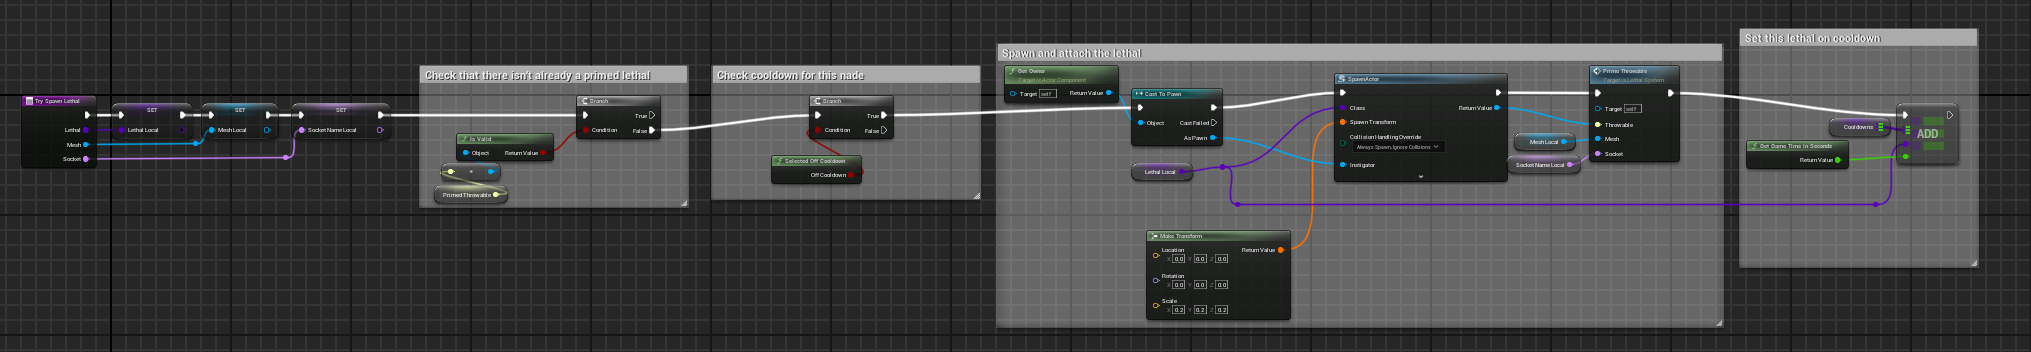 Try Spawn Lethal
Lethal
Mesh
Socket
SET
Lethal Local
SET
Mesh Local
SET
Socket Name Local
Check that there isn't already a primed lethal
Branch
Condition
True
False
Is Valid
Object
Return Value
Primed Throwable
Check cooldown for this nade
Branch
Condition
True
False
Selected Off Cooldown
Off Cooldown
Spawn and attach the lethal
Get Owner
Target is Actor Component
Target self
Return Value
Cast To Pawn
Object
Cast Failed
As Pawn
Lethal Local
Make Transform
Location
X 0.0 Y 0.0 Z 0.0
Rotation
X 0.0 Y 0.0 Z 0.0
Scale
X 0.2 Y 0.2 Z 0.2
Return Value
SpawnActor
Class
Return Value
Spawn Transform
Collision Handling Override
Always Spawn, Ignore Collisions
Instigator
Mesh Local
Socket Name Local
Prime Throwable
Target is Lethal System
Target self
Throwable
Mesh
Socket
Set this lethal on cooldown
Cooldowns
Get Game Time in Seconds
Return Value
ADD